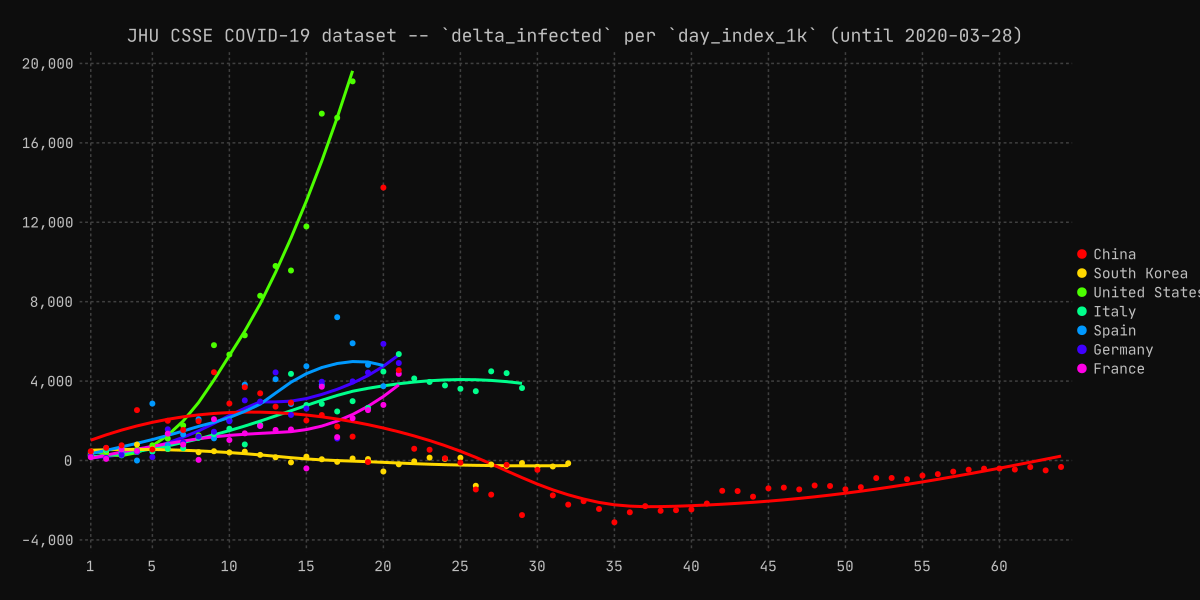 JHU CSSE COVID-19 dataset -- `delta_infected` per `day_index_1k` (until 2020-03-28)
20,000
16,000
12,000
8,000
4,000
0
−4,000
1 5 10 15 20 25 30 35 40 45 50 55 60
China
South Korea
United States
Italy
Spain
Germany
France